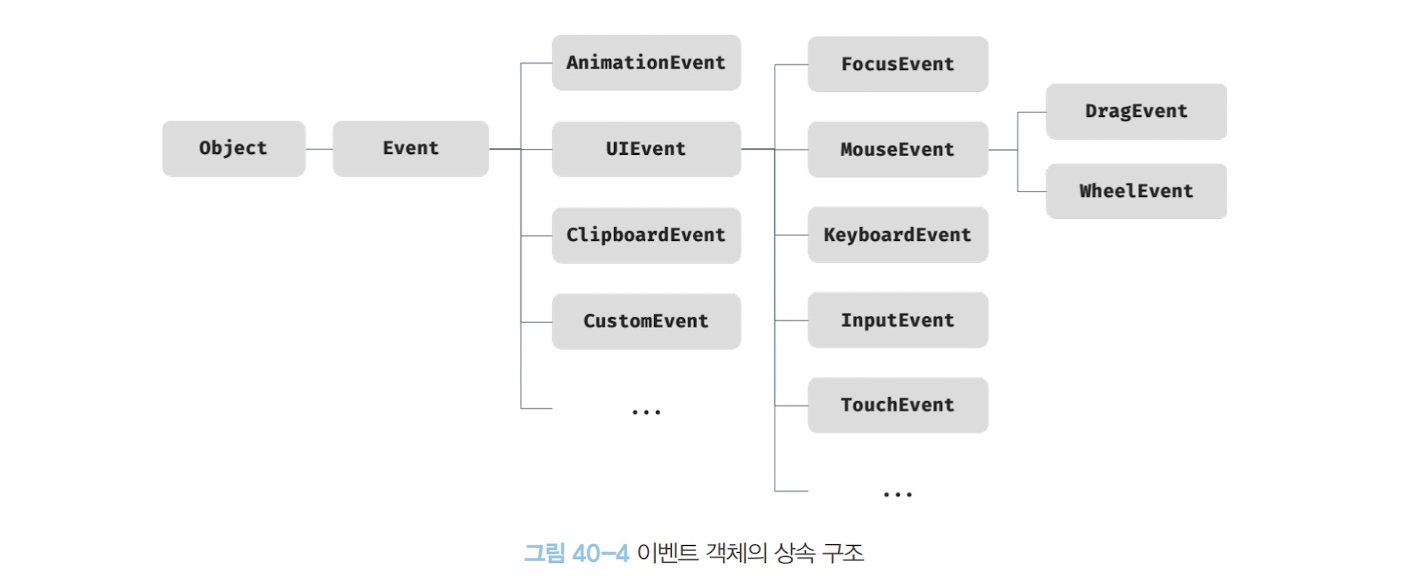 Object
Event
AnimationEvent
UIEvent
ClipboardEvent
CustomEvent
...
FocusEvent
MouseEvent
KeyboardEvent
InputEvent
TouchEvent
...
DragEvent
WheelEvent
그림 40-4 이벤트 객체의 상속 구조